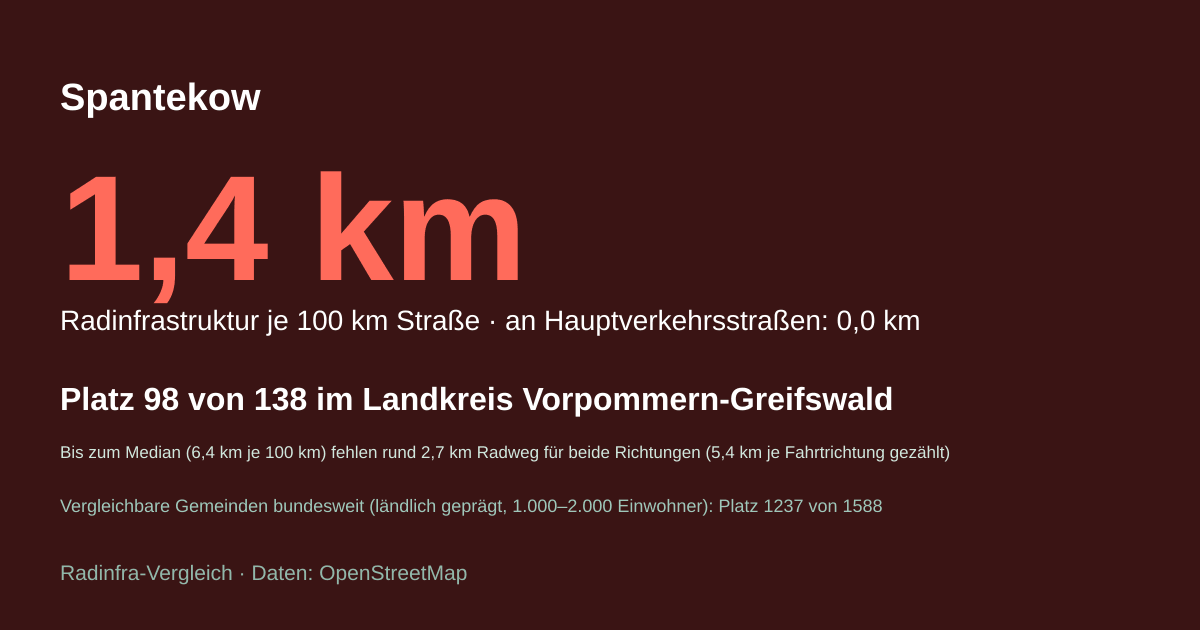 Spantekow
1,4 km
Radinfrastruktur je 100 km Straße · an Hauptverkehrsstraßen: 0,0 km
Platz 98 von 138 im Landkreis Vorpommern-Greifswald
Bis zum Median (6,4 km je 100 km) fehlen rund 2,7 km Radweg für beide Richtungen (5,4 km je Fahrtrichtung gezählt)
Vergleichbare Gemeinden bundesweit (ländlich geprägt, 1.000–2.000 Einwohner): Platz 1237 von 1588
Radinfra-Vergleich · Daten: OpenStreetMap